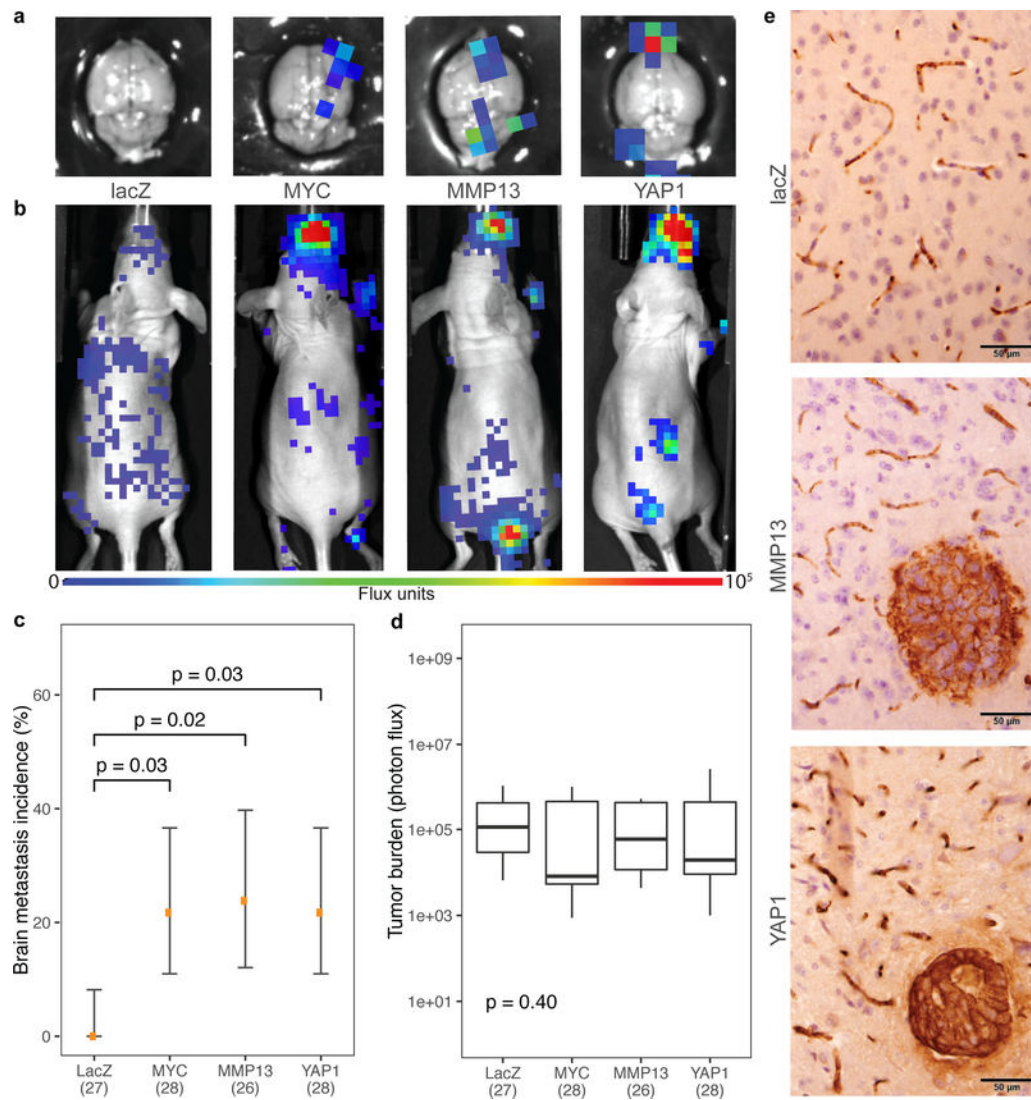 a
lacZ
MYC
MMP13
YAP1
b
0
10⁵
Flux units
c
Brain metastasis incidence (%)
60
40
20
0
p = 0.03
p = 0.02
p = 0.03
LacZ
(27)
MYC
(28)
MMP13
(26)
YAP1
(28)
d
Tumor burden (photon flux)
1e+09
1e+07
1e+05
1e+03
1e+01
p = 0.40
LacZ
(27)
MYC
(28)
MMP13
(26)
YAP1
(28)
e
lacZ
50 µm
MMP13
50 µm
YAP1
50 µm